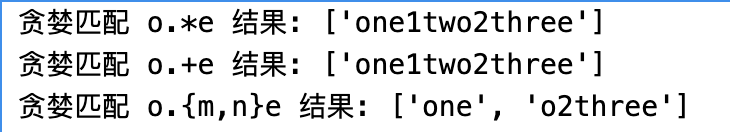 贪婪匹配 o.*e 结果: ['one1two2three']
贪婪匹配 o.+e 结果: ['one1two2three']
贪婪匹配 o.{m,n}e 结果: ['one', 'o2three']